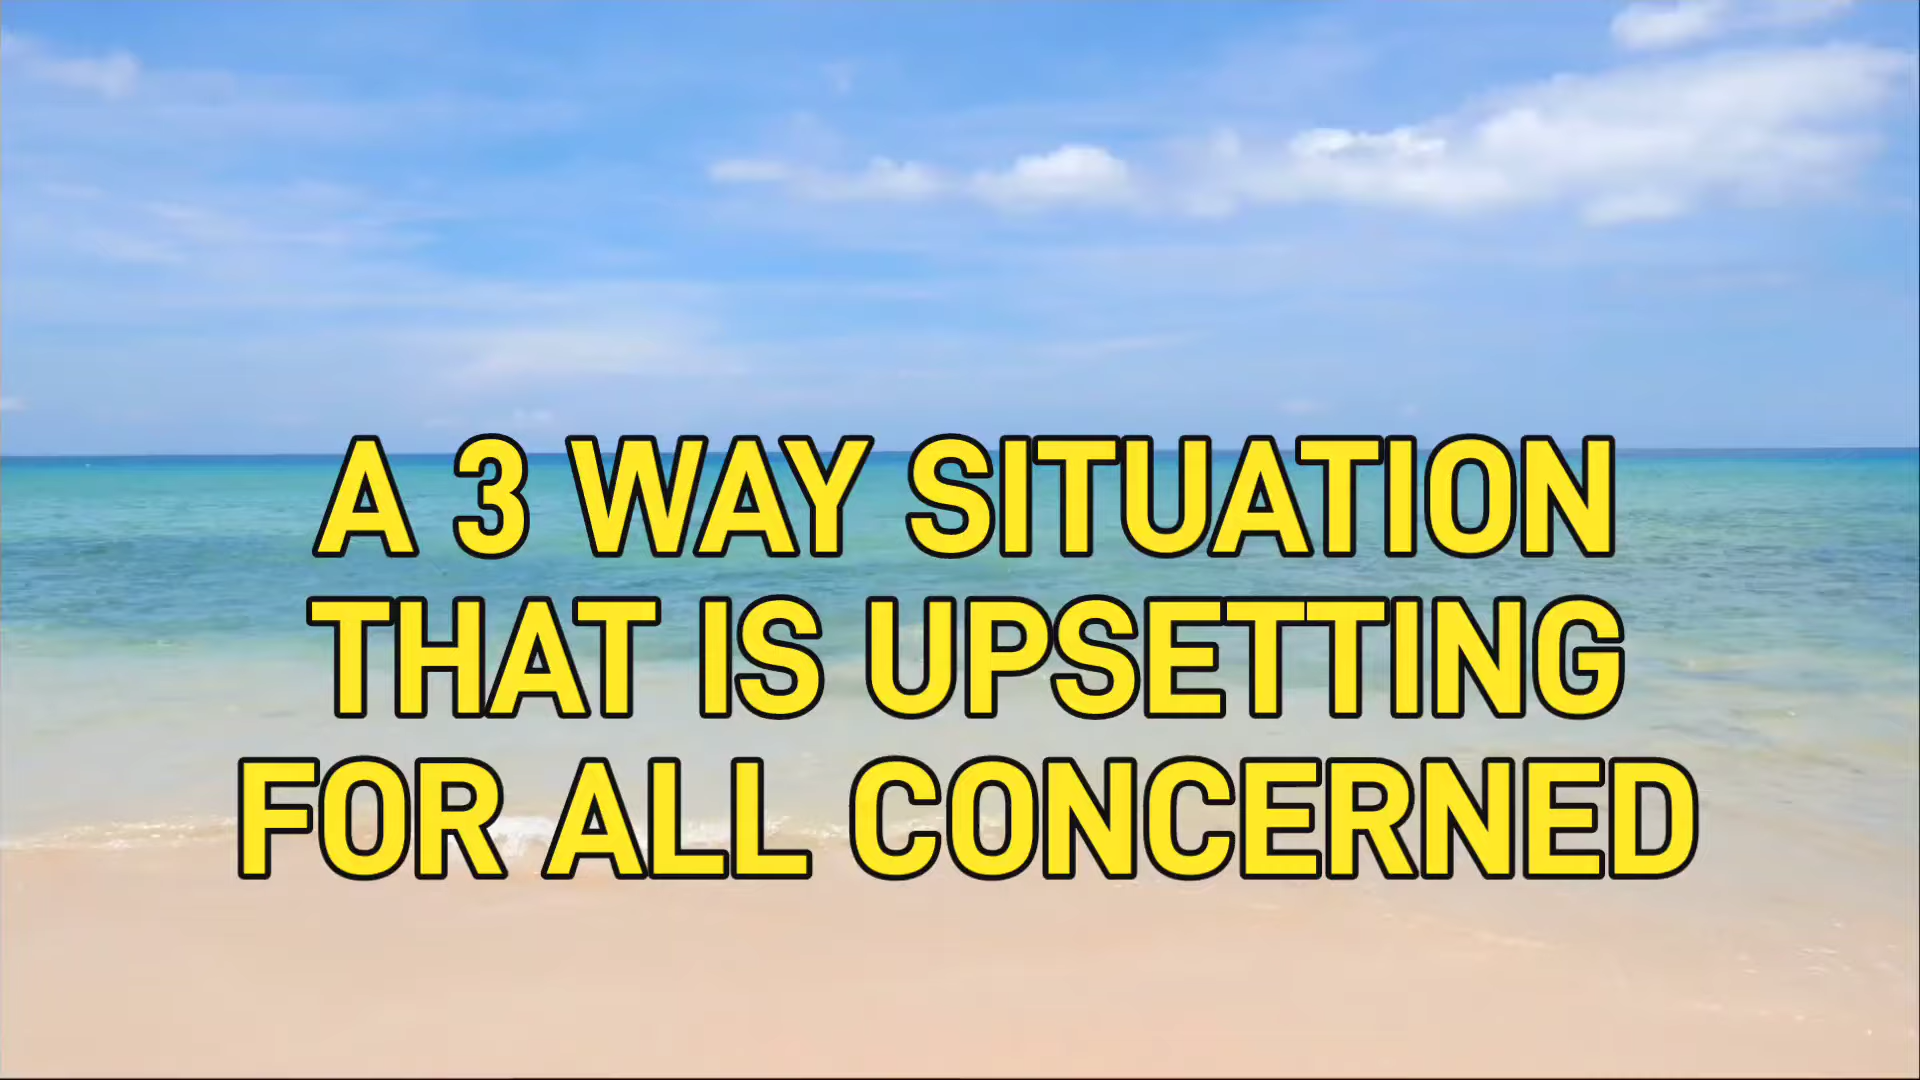 A 3 WAY SITUATION
THAT IS UPSETTING
FOR ALL CONCERNED